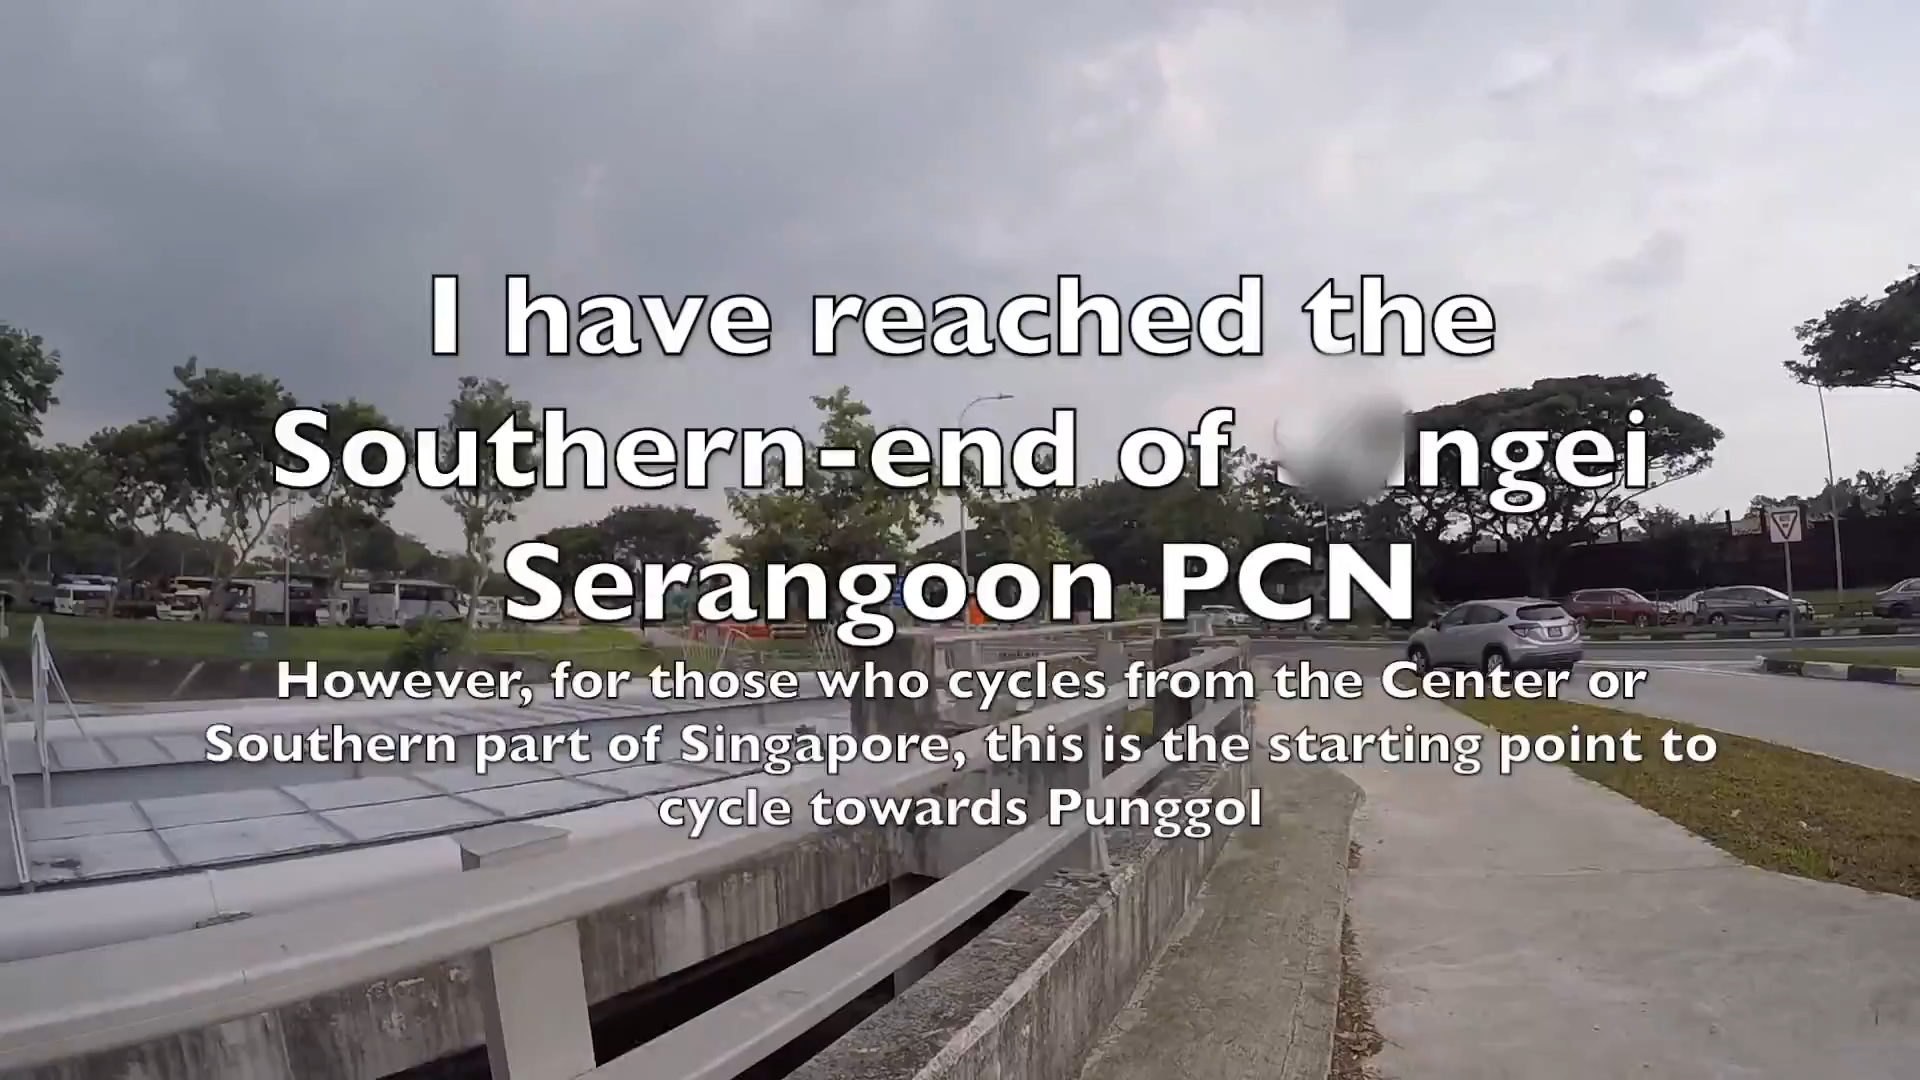 I have reached the
Southern-end of ngei
Serangoon PCN
However, for those who cycles from the Center or
Southern part of Singapore, this is the starting point to
cycle towards Punggol